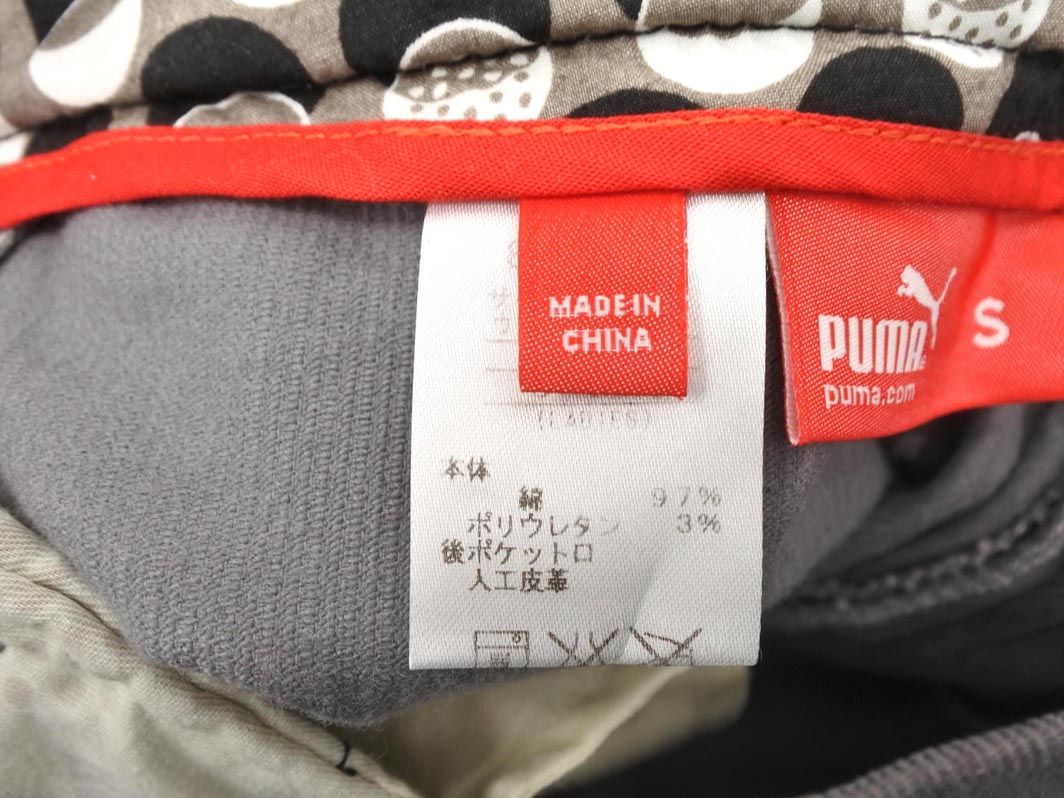 MADE IN
CHINA
PUMA
puma.com
S
(LADIES)
本体
綿 97%
ポリウレタン 3%
後ポケット口
人工皮革